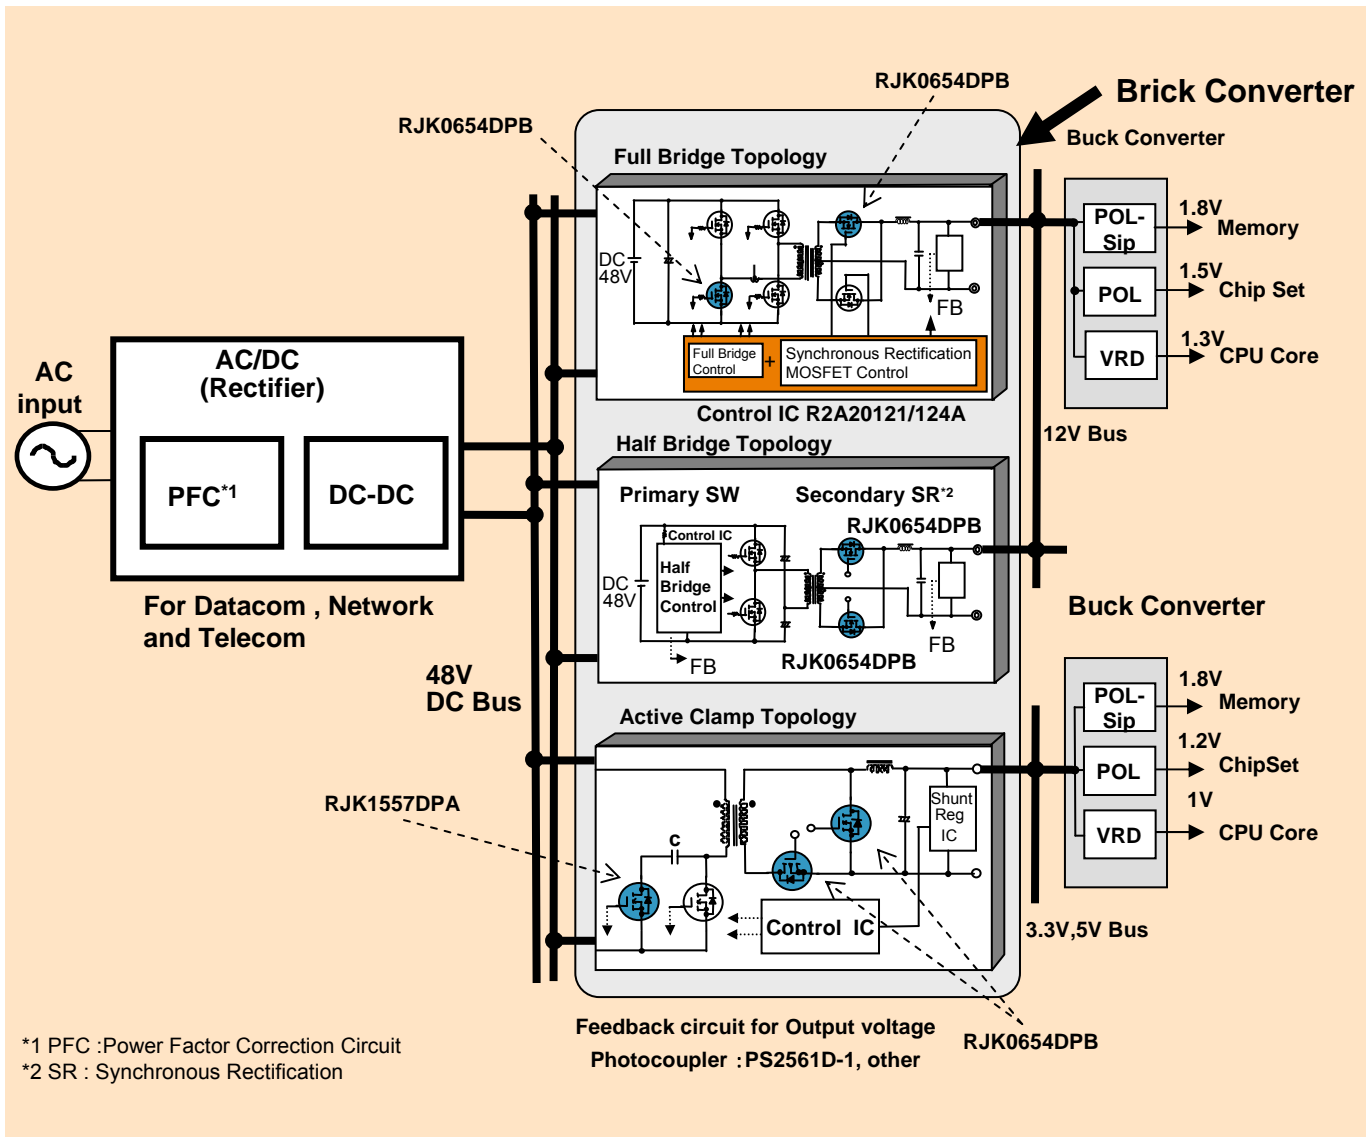 RJK0654DPB
Brick Converter
RJK0654DPB
Buck Converter
Full Bridge Topology
DC
48V
FB
Full Bridge
Control
+
Synchronous Rectification
MOSFET Control
Control IC R2A20121/124A
POL-
Sip
1.8V
Memory
POL
1.5V
Chip Set
VRD
1.3V
CPU Core
12V Bus
AC
input
AC/DC
(Rectifier)
PFC*1
DC-DC
For Datacom , Network
and Telecom
48V
DC Bus
Half Bridge Topology
Primary SW
Secondary SR*2
RJK0654DPB
Control IC
Half
Bridge
Control
DC
48V
FB
FB
RJK0654DPB
Buck Converter
Active Clamp Topology
RJK1557DPA
C
Shunt
Reg
IC
Control IC
POL-
Sip
1.8V
Memory
POL
1.2V
ChipSet
VRD
1V
CPU Core
3.3V,5V Bus
RJK0654DPB
Feedback circuit for Output voltage
Photocoupler : PS2561D-1, other
*1 PFC :Power Factor Correction Circuit
*2 SR : Synchronous Rectification